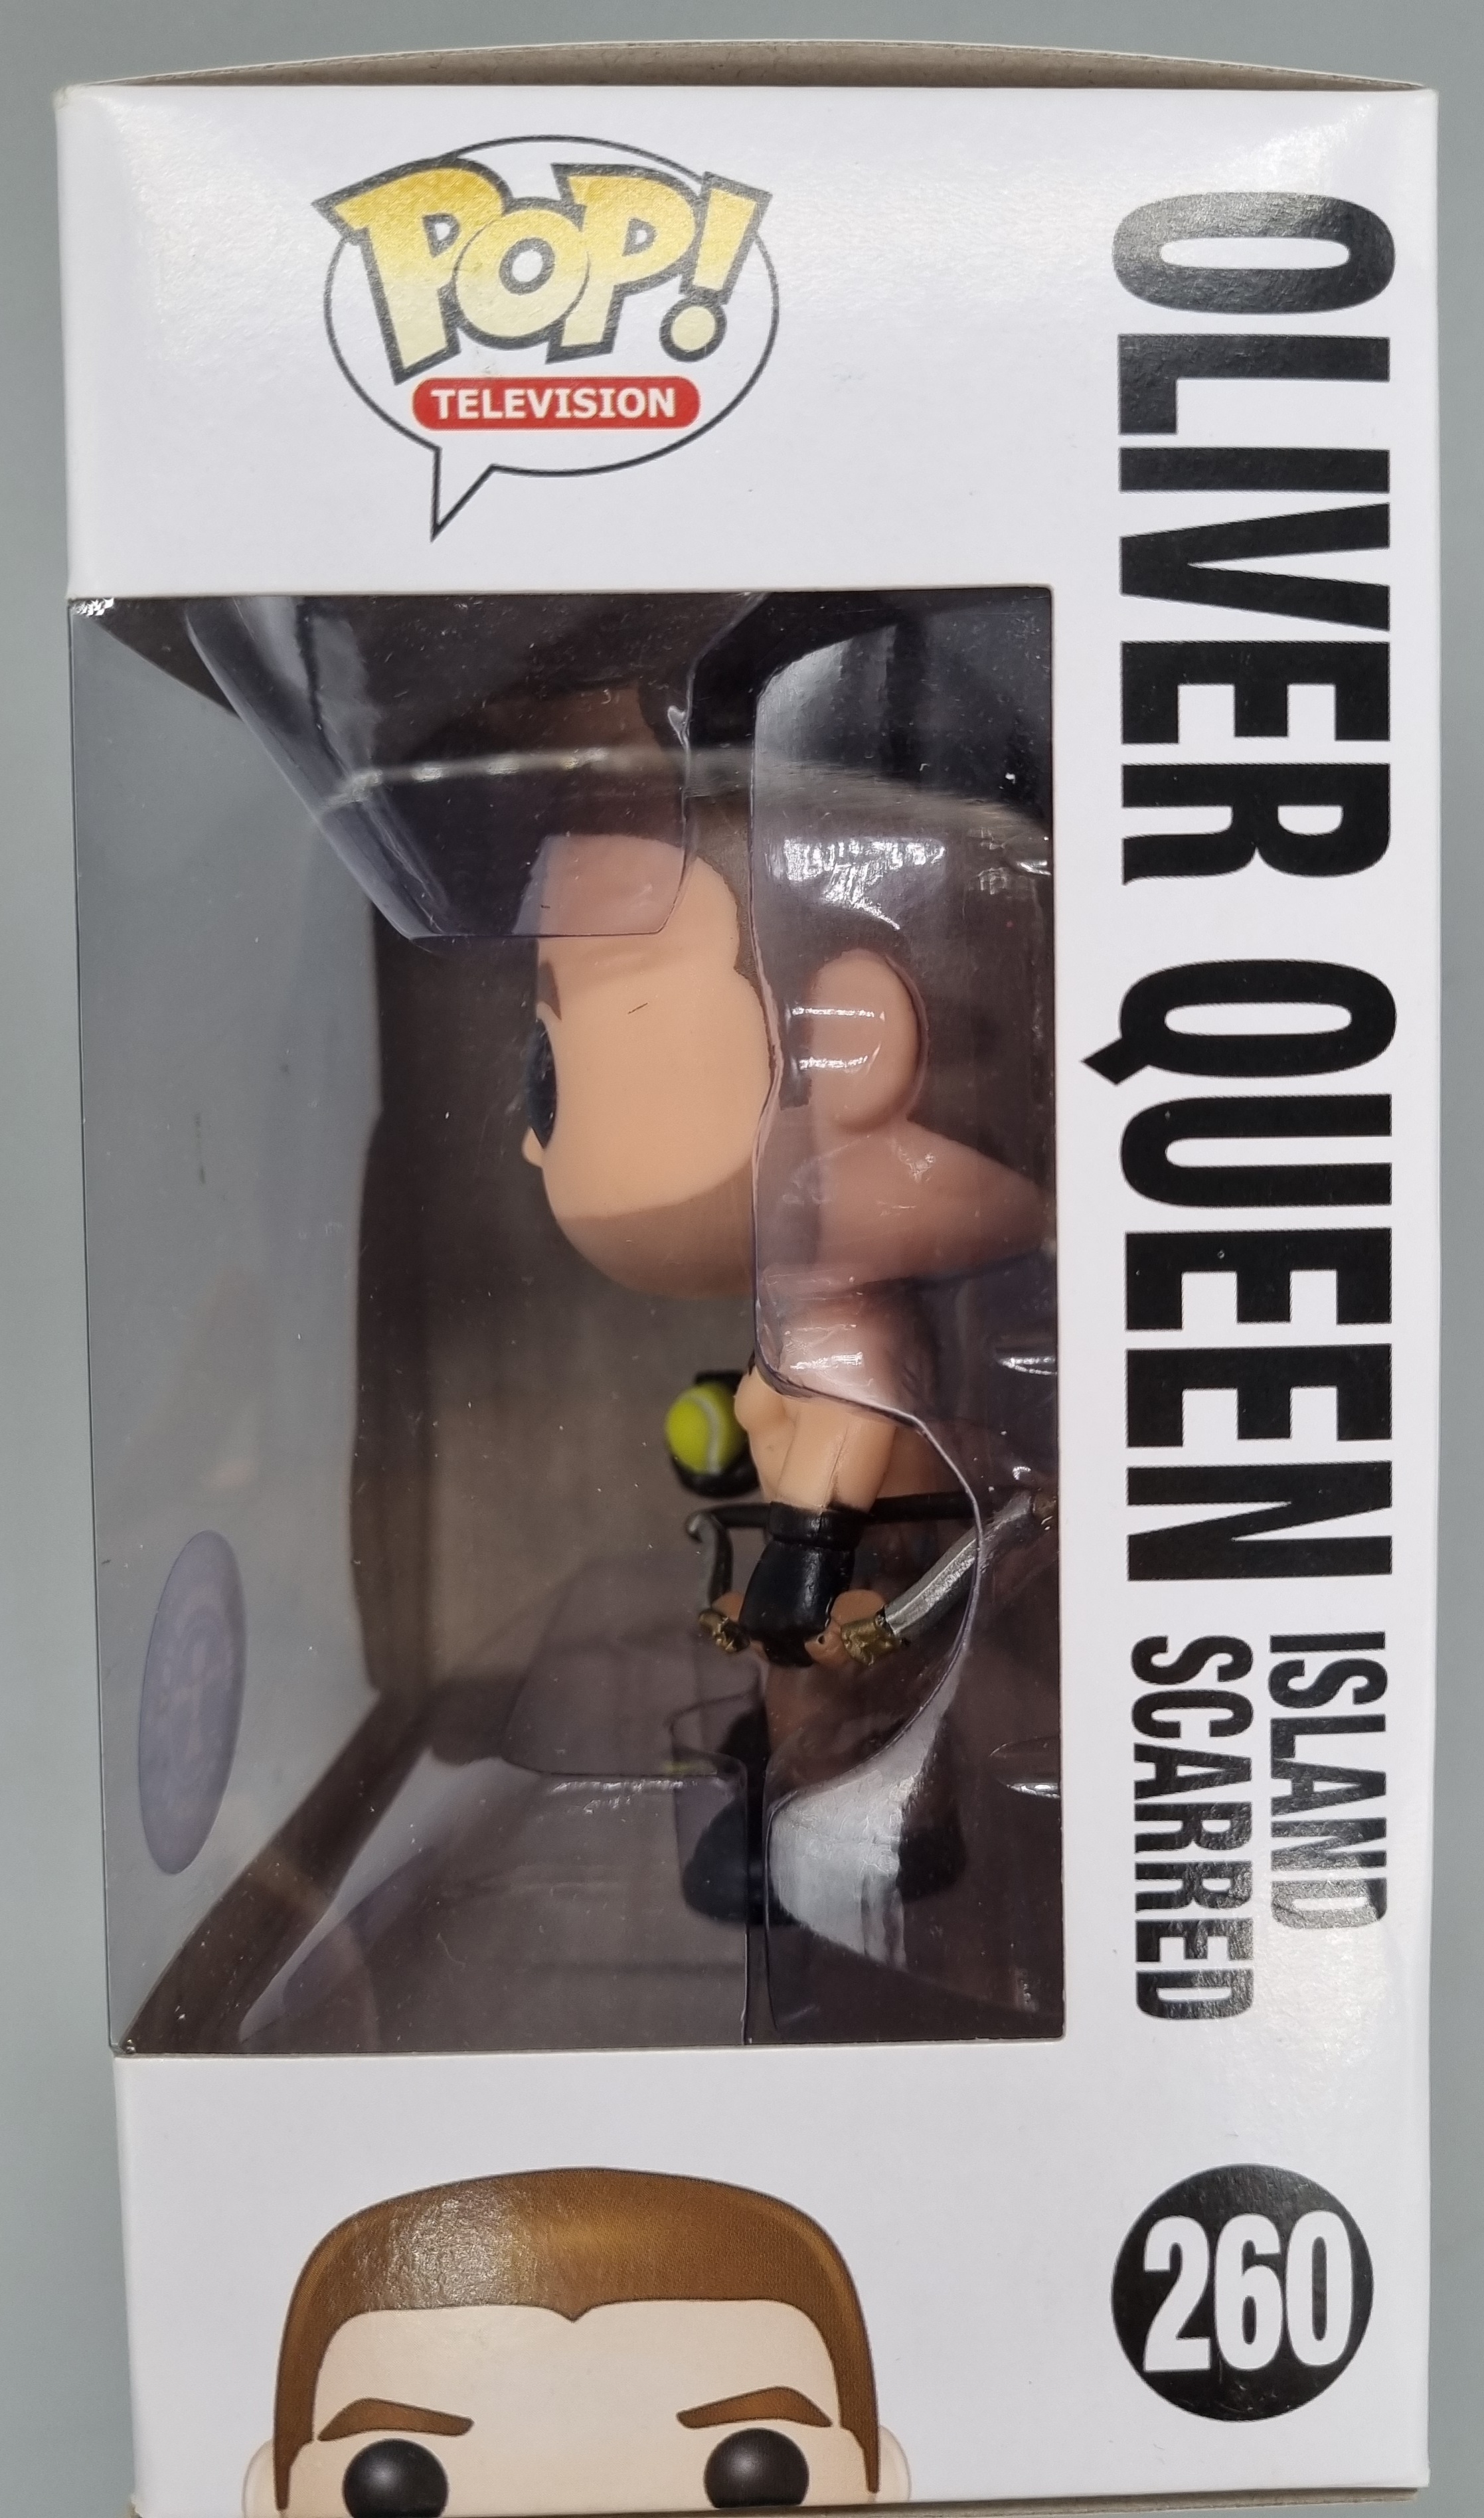 POP!
TELEVISION
OLIVER QUEEN
ISLAND
SCARRED
260